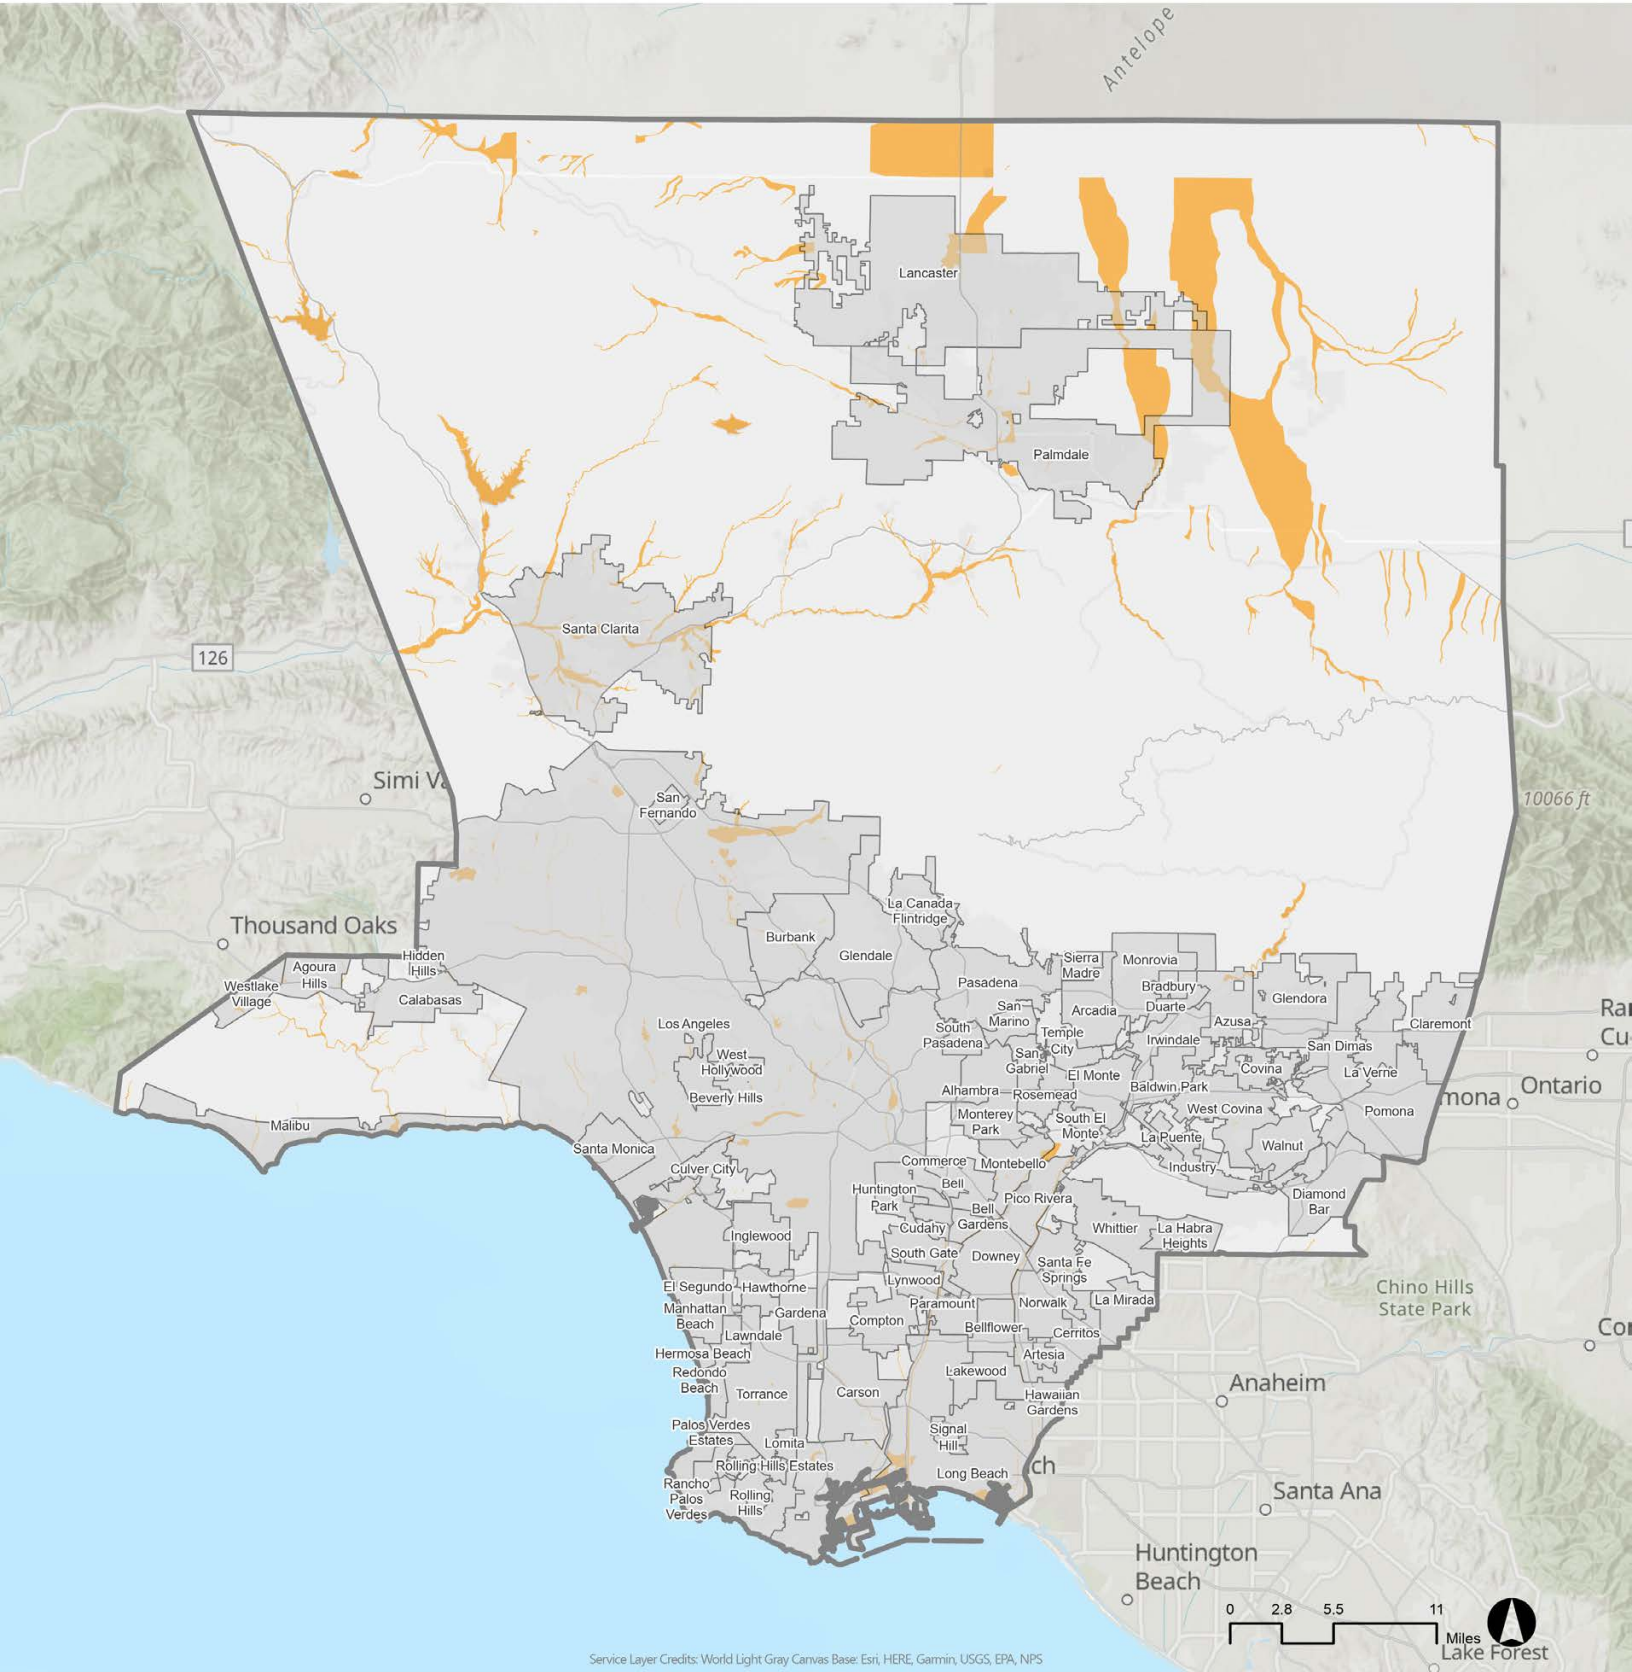 Antelope
Lancaster
Palmdale
Santa Clarita
126
Simi Va
San
Fernando
10066 ft
Thousand Oaks
La Canada
Flintridge
Burbank
Glendale
Hidden
Hills
Agoura
Hills
Westlake
Village
Calabasas
Sierra
Madre
Monrovia
Pasadena
Bradbury
Glendora
San
Marino
Arcadia
Duarte
Azusa
Claremont
Los Angeles
South
Pasadena
Temple
City
Irwindale
San Dimas
West
Hollywood
San
Gabriel
El Monte
Covina
La Verne
Baldwin Park
Beverly Hills
Alhambra
Rosemead
Monterey
Park
South El
Monte
West Covina
Pomona
mona
Ontario
Ra
Cu
Malibu
Santa Monica
La Puente
Walnut
Culver City
Commerce
Montebello
Industry
Huntington
Park
Bell
Pico Rivera
Diamond
Bar
Bell
Gardens
Cudahy
Whittier
La Habra
Heights
Inglewood
South Gate
Downey
Santa Fe
Springs
El Segundo
Hawthorne
Lynwood
Manhattan
Beach
Gardena
Paramount
Norwalk
La Mirada
Compton
Lawndale
Bellflower
Cerritos
Hermosa Beach
Artesia
Redondo
Beach
Torrance
Carson
Lakewood
Hawaiian
Gardens
Palos Verdes
Estates
Lomita
Signal
Hill
Rolling Hills Estates
Long Beach
ch
Rancho
Palos
Verdes
Rolling
Hills
Chino Hills
State Park
Co
Anaheim
Santa Ana
Huntington
Beach
0 2.8 5.5 11
Miles
Lake Forest
Service Layer Credits: World Light Gray Canvas Base: Esri, HERE, Garmin, USGS, EPA, NPS